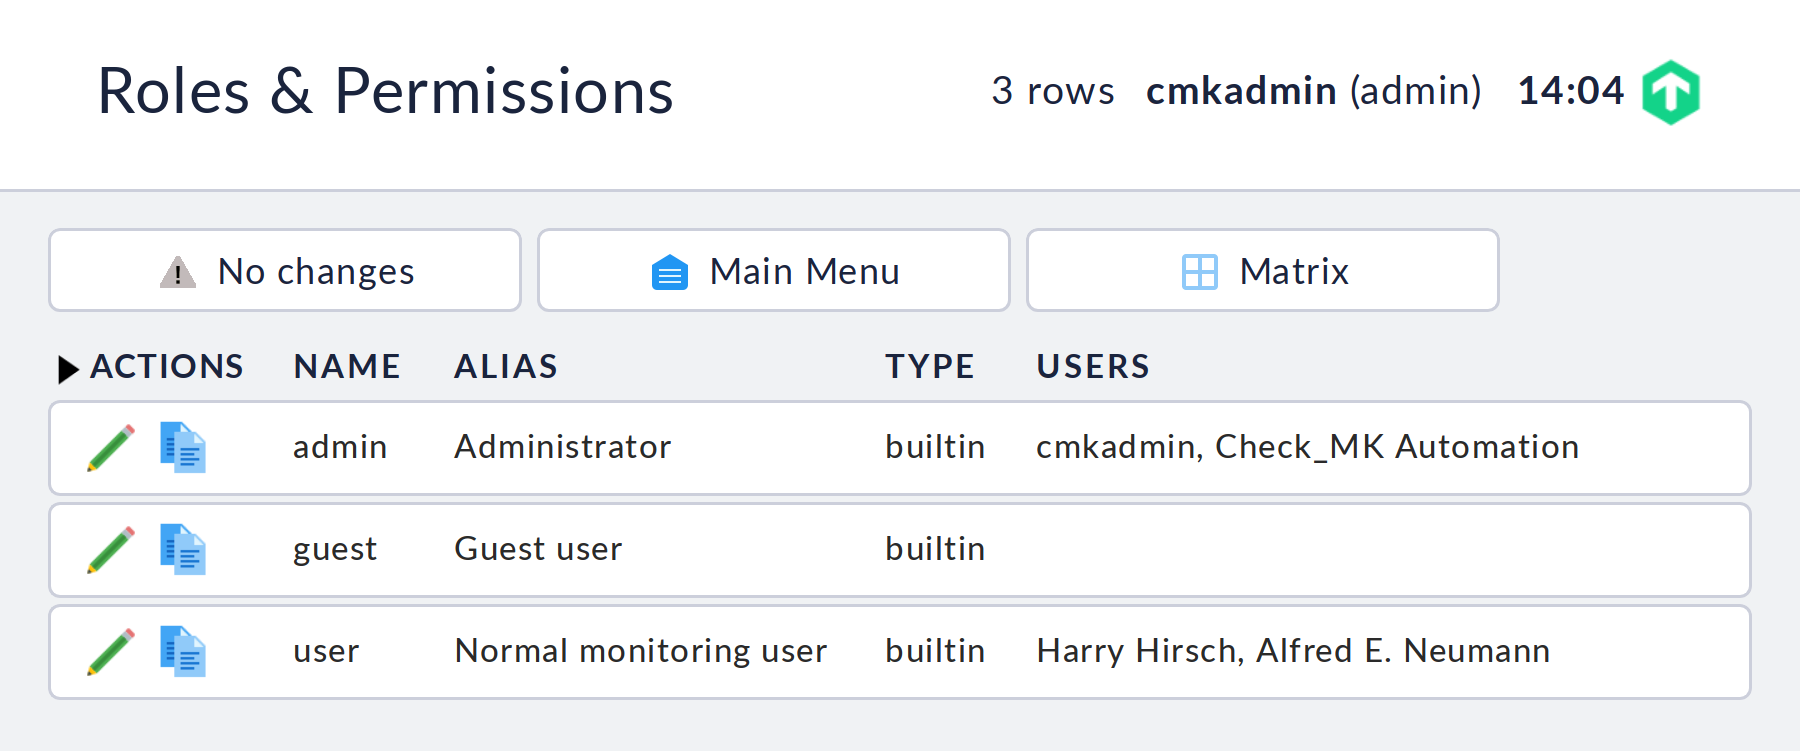 Roles & Permissions 3 rows cmkadmin (admin) 14:04
No changes Main Menu Matrix
ACTIONS NAME ALIAS TYPE USERS
admin Administrator builtin cmkadmin, Check_MK Automation
guest Guest user builtin
user Normal monitoring user builtin Harry Hirsch, Alfred E. Neumann